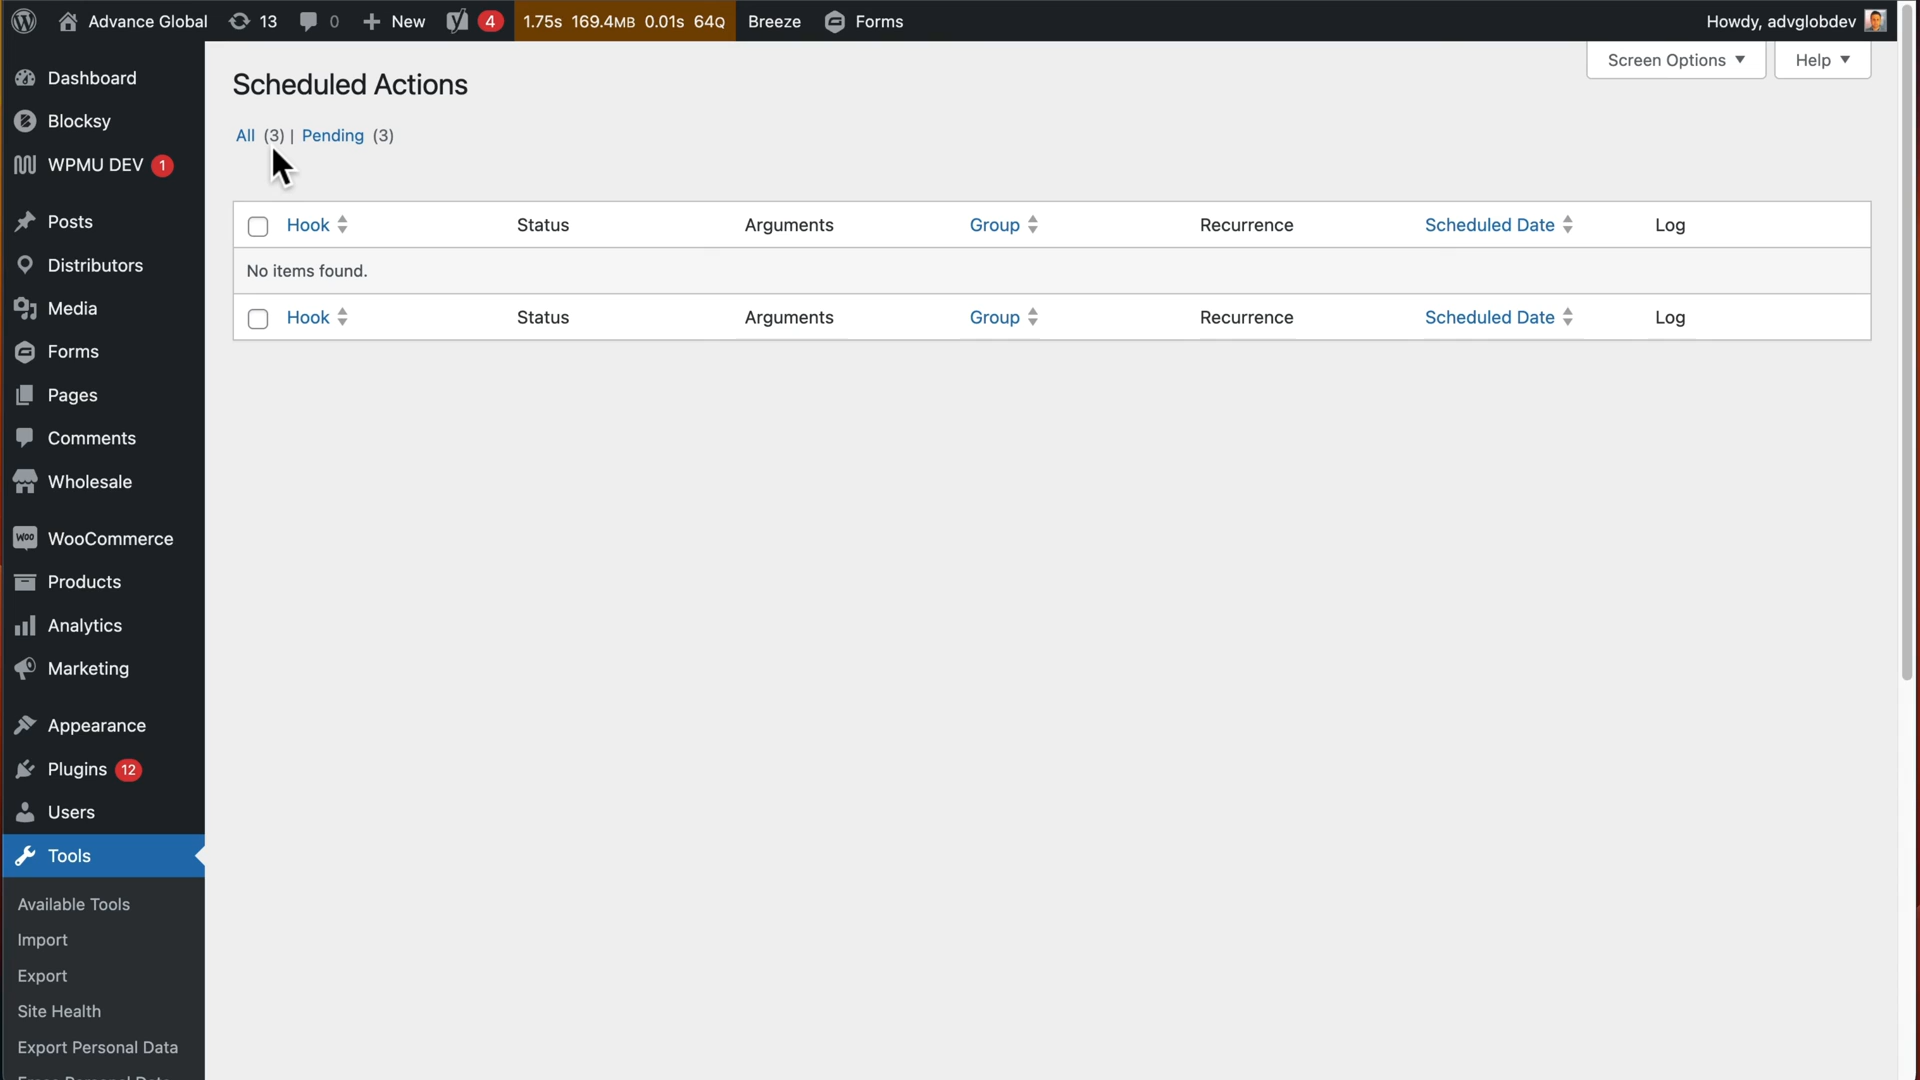 Advance Global 13 0 New 4 1.75s 169.4MB 0.01s 64Q Breeze Forms Howdy, advglobdev
Screen Options Help
Dashboard
Blocksy
WPMU DEV 1
Posts
Distributors
Media
Forms
Pages
Comments
Wholesale
Woo WooCommerce
Products
Analytics
Marketing
Appearance
Plugins 12
Users
Tools
Available Tools
Import
Export
Site Health
Export Personal Data
Scheduled Actions
All (3) | Pending (3)
Hook Status Arguments Group Recurrence Scheduled Date Log
No items found.
Hook Status Arguments Group Recurrence Scheduled Date Log